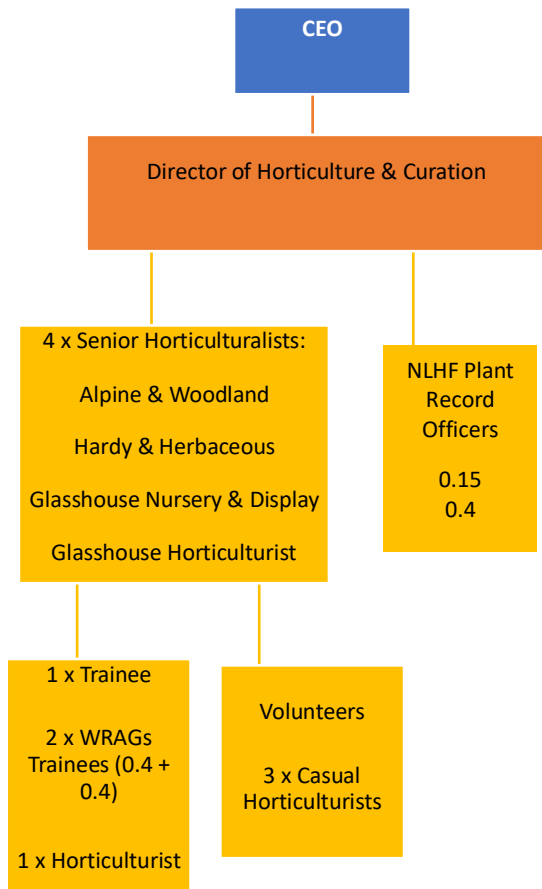 CEO
Director of Horticulture & Curation
4 x Senior Horticulturalists:
Alpine & Woodland
Hardy & Herbaceous
Glasshouse Nursery & Display
Glasshouse Horticulturist
NLHF Plant
Record
Officers
0.15
0.4
1 x Trainee
2 x WRAGs
Trainees (0.4 +
0.4)
1 x Horticulturist
Volunteers
3 x Casual
Horticulturists